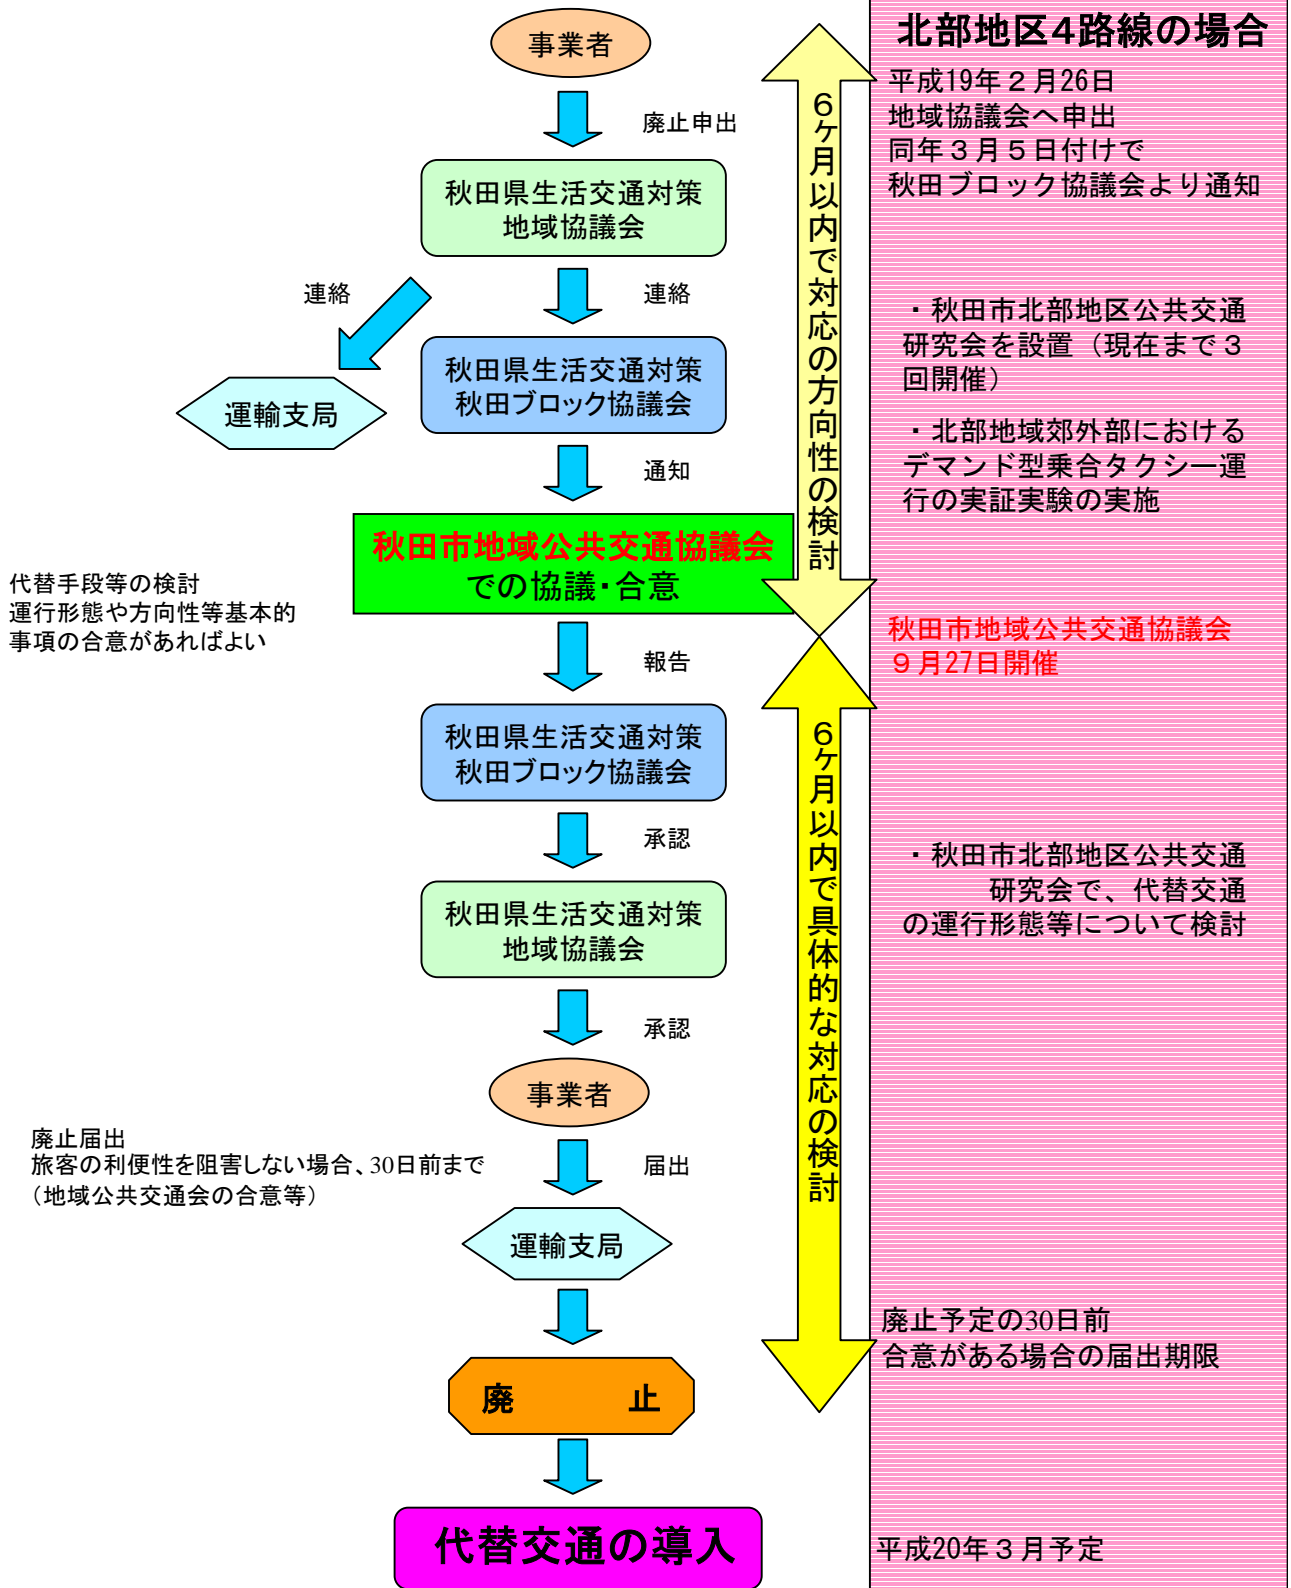 事業者
廃止申出
秋田県生活交通対策
地域協議会
連絡
連絡
運輸支局
秋田県生活交通対策
秋田ブロック協議会
通知
秋田市地域公共交通協議会
での協議・合意
代替手段等の検討
運行形態や方向性等基本的
事項の合意があればよい
報告
秋田県生活交通対策
秋田ブロック協議会
承認
秋田県生活交通対策
地域協議会
承認
事業者
廃止届出
旅客の利便性を阻害しない場合、30日前まで
（地域公共交通会の合意等）
届出
運輸支局
廃　　　止
代替交通の導入
６ヶ月以内で対応の方向性の検討
６ヶ月以内で具体的な対応の検討
北部地区4路線の場合
平成19年２月26日
地域協議会へ申出
同年３月５日付けで
秋田ブロック協議会より通知
・秋田市北部地区公共交通
研究会を設置（現在まで３
回開催）
・北部地域郊外部における
デマンド型乗合タクシー運
行の実証実験の実施
秋田市地域公共交通協議会
９月27日開催
・秋田市北部地区公共交通
研究会で、代替交通
の運行形態等について検討
廃止予定の30日前
合意がある場合の届出期限
平成20年３月予定